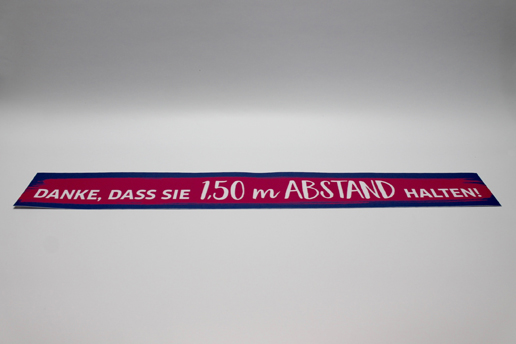 DANKE, DASS SIE 1,50 m ABSTAND HALTEN!